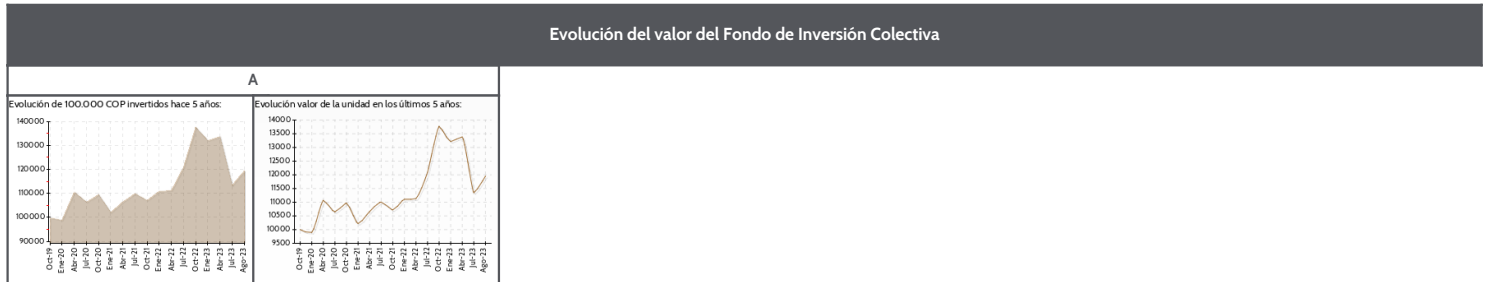 Evolución del valor del Fondo de Inversión Colectiva
A
Evolución de 100.000 COP invertidos hace 5 años:
140000
130000
120000
110000
100000
90000
Oct-19
Ene-20
Abr-20
Jul-20
Oct-20
Ene-21
Abr-21
Jul-21
Oct-21
Ene-22
Abr-22
Jul-22
Oct-22
Ene-23
Abr-23
Jul-23
Ago-23
Evolución valor de la unidad en los últimos 5 años:
14000
13500
13000
12500
12000
11500
11000
10500
10000
9500
Oct-19
Ene-20
Abr-20
Jul-20
Oct-20
Ene-21
Abr-21
Jul-21
Oct-21
Ene-22
Abr-22
Jul-22
Oct-22
Ene-23
Abr-23
Jul-23
Ago-23